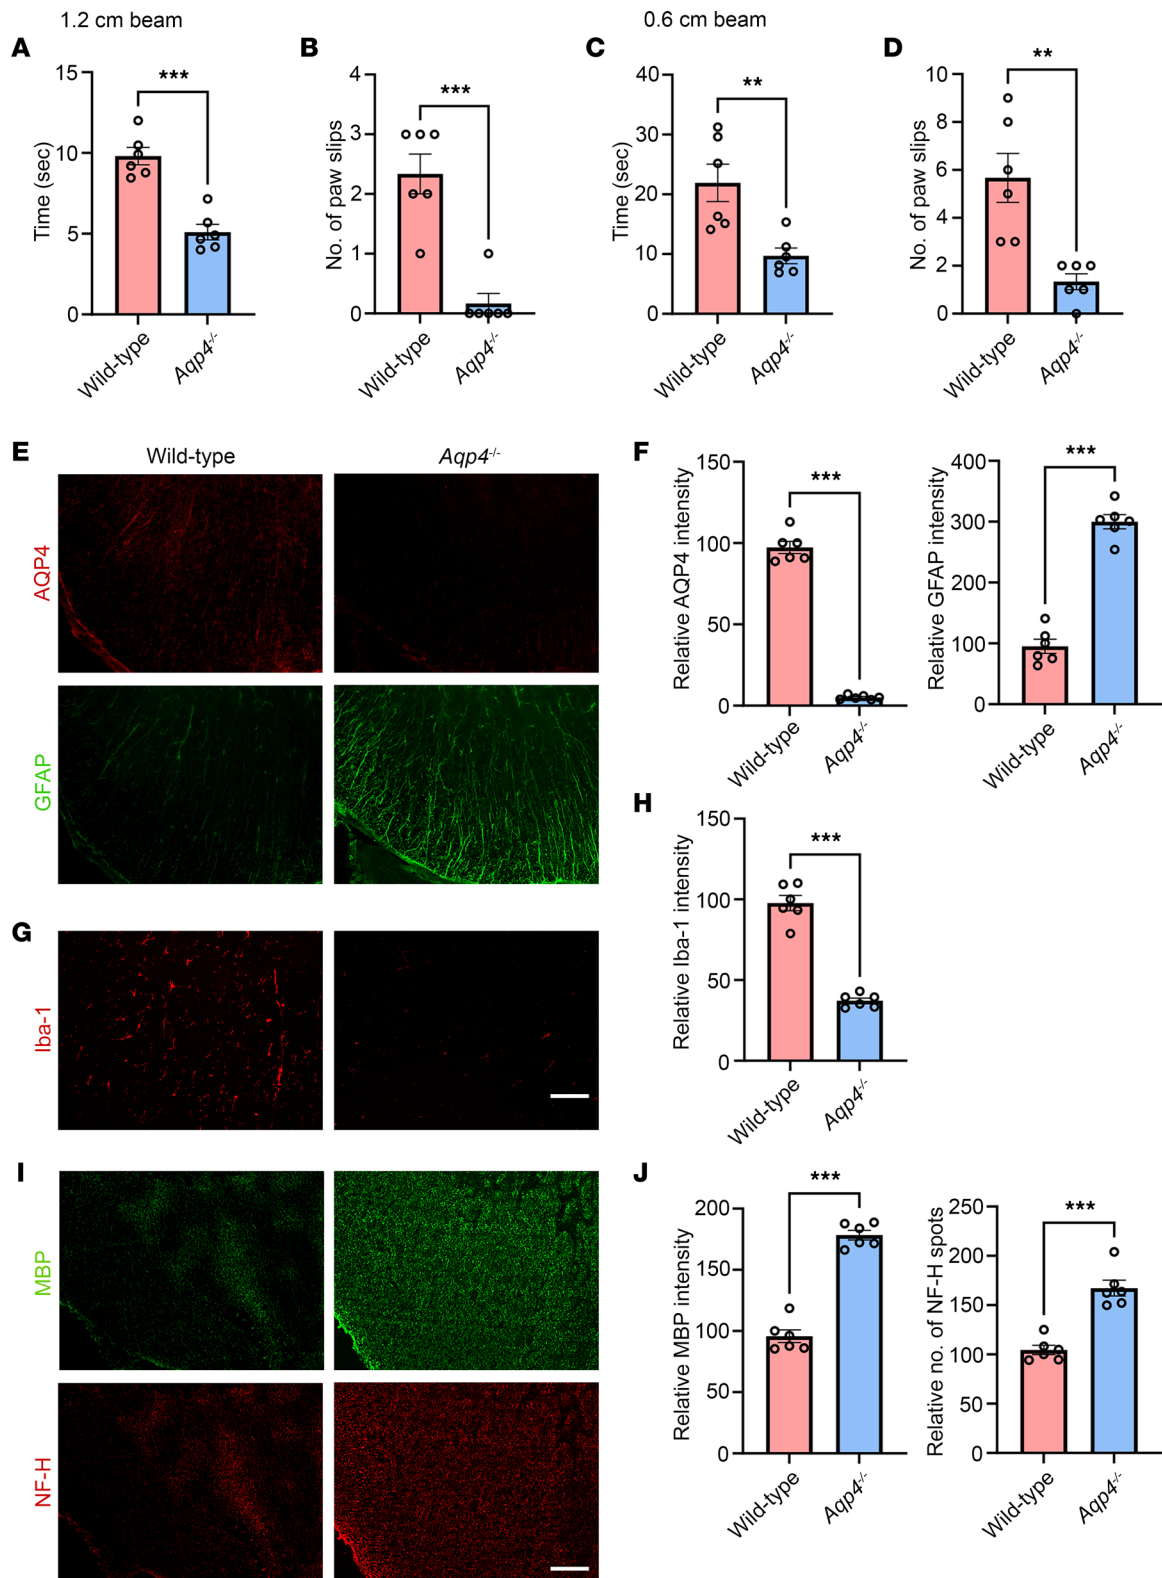 1.2 cm beam
0.6 cm beam
A
B
C
D
Time (sec)
15
10
5
0
***
Wild-type
Aqp4-/-
No. of paw slips
4
3
2
1
0
***
Wild-type
Aqp4-/-
Time (sec)
40
30
20
10
0
**
Wild-type
Aqp4-/-
No. of paw slips
10
8
6
4
2
0
**
Wild-type
Aqp4-/-
E
Wild-type
Aqp4-/-
AQP4
GFAP
F
Relative AQP4 intensity
150
100
50
0
***
Wild-type
Aqp4-/-
Relative GFAP intensity
400
300
200
100
0
***
Wild-type
Aqp4-/-
G
Iba-1
H
Relative Iba-1 intensity
150
100
50
0
***
Wild-type
Aqp4-/-
I
MBP
NF-H
J
Relative MBP intensity
200
150
100
50
0
***
Wild-type
Aqp4-/-
Relative no. of NF-H spots
250
200
150
100
50
0
***
Wild-type
Aqp4-/-